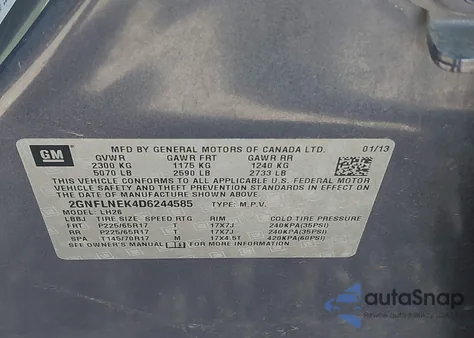 GM
MFD BY GENERAL MOTORS OF CANADA LTD. 01/13
GVWR GAWR FRT GAWR RR
2300 KG 1175 KG 1240 KG
5070 LB 2590 LB 2733 LB
THIS VEHICLE CONFORMS TO ALL APPLICABLE U.S. FEDERAL MOTOR
VEHICLE SAFETY, BUMPER, AND THEFT PREVENTION STANDARDS IN EFFECT ON
THE DATE OF MANUFACTURE SHOWN ABOVE.
2GNFLNEK4D6244585 TYPE: M.P.V.
MODEL: LH26
LBBJ TIRE SIZE SPEED RTG RIM COLD TIRE PRESSURE
FRT P225/65R17 T 17X7J 240KPA(35PSI)
RR P225/65R17 T 17X7J 240KPA(35PSI)
SPA T145/70R17 M 17X4.5T 420KPA(60PSI)
SEE OWNER'S MANUAL FOR MORE INFORMATION.
autoSnap
POWERED BY